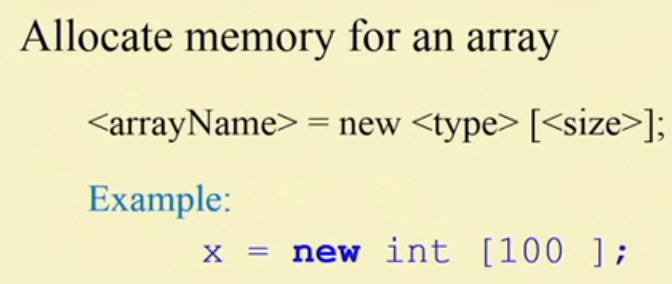 Allocate memory for an array
<arrayName> = new <type> [<size>];
Example:
x = new int [100 ];